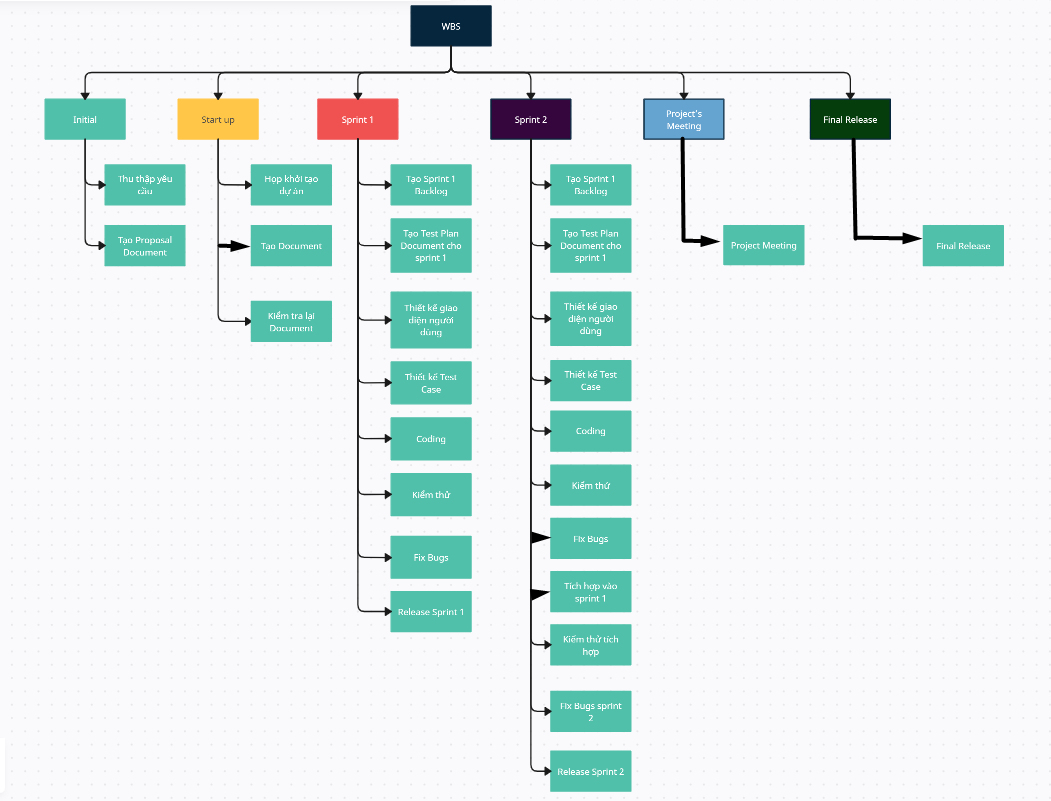 WBS
Initial
Start up
Sprint 1
Sprint 2
Project's
Meeting
Final Release
Thu thập yêu
cầu
Tạo Proposal
Document
Họp khởi tạo
dự án
Tạo Document
Kiểm tra lại
Document
Tạo Sprint 1
Backlog
Tạo Test Plan
Document cho
sprint 1
Thiết kế giao
diện người
dùng
Thiết kế Test
Case
Coding
Kiểm thử
Fix Bugs
Release Sprint 1
Tạo Sprint 1
Backlog
Tạo Test Plan
Document cho
sprint 1
Thiết kế giao
diện người
dùng
Thiết kế Test
Case
Coding
Kiểm thử
Fix Bugs
Tích hợp vào
sprint 1
Kiểm thử tích
hợp
Fix Bugs sprint
2
Release Sprint 2
Project Meeting
Final Release